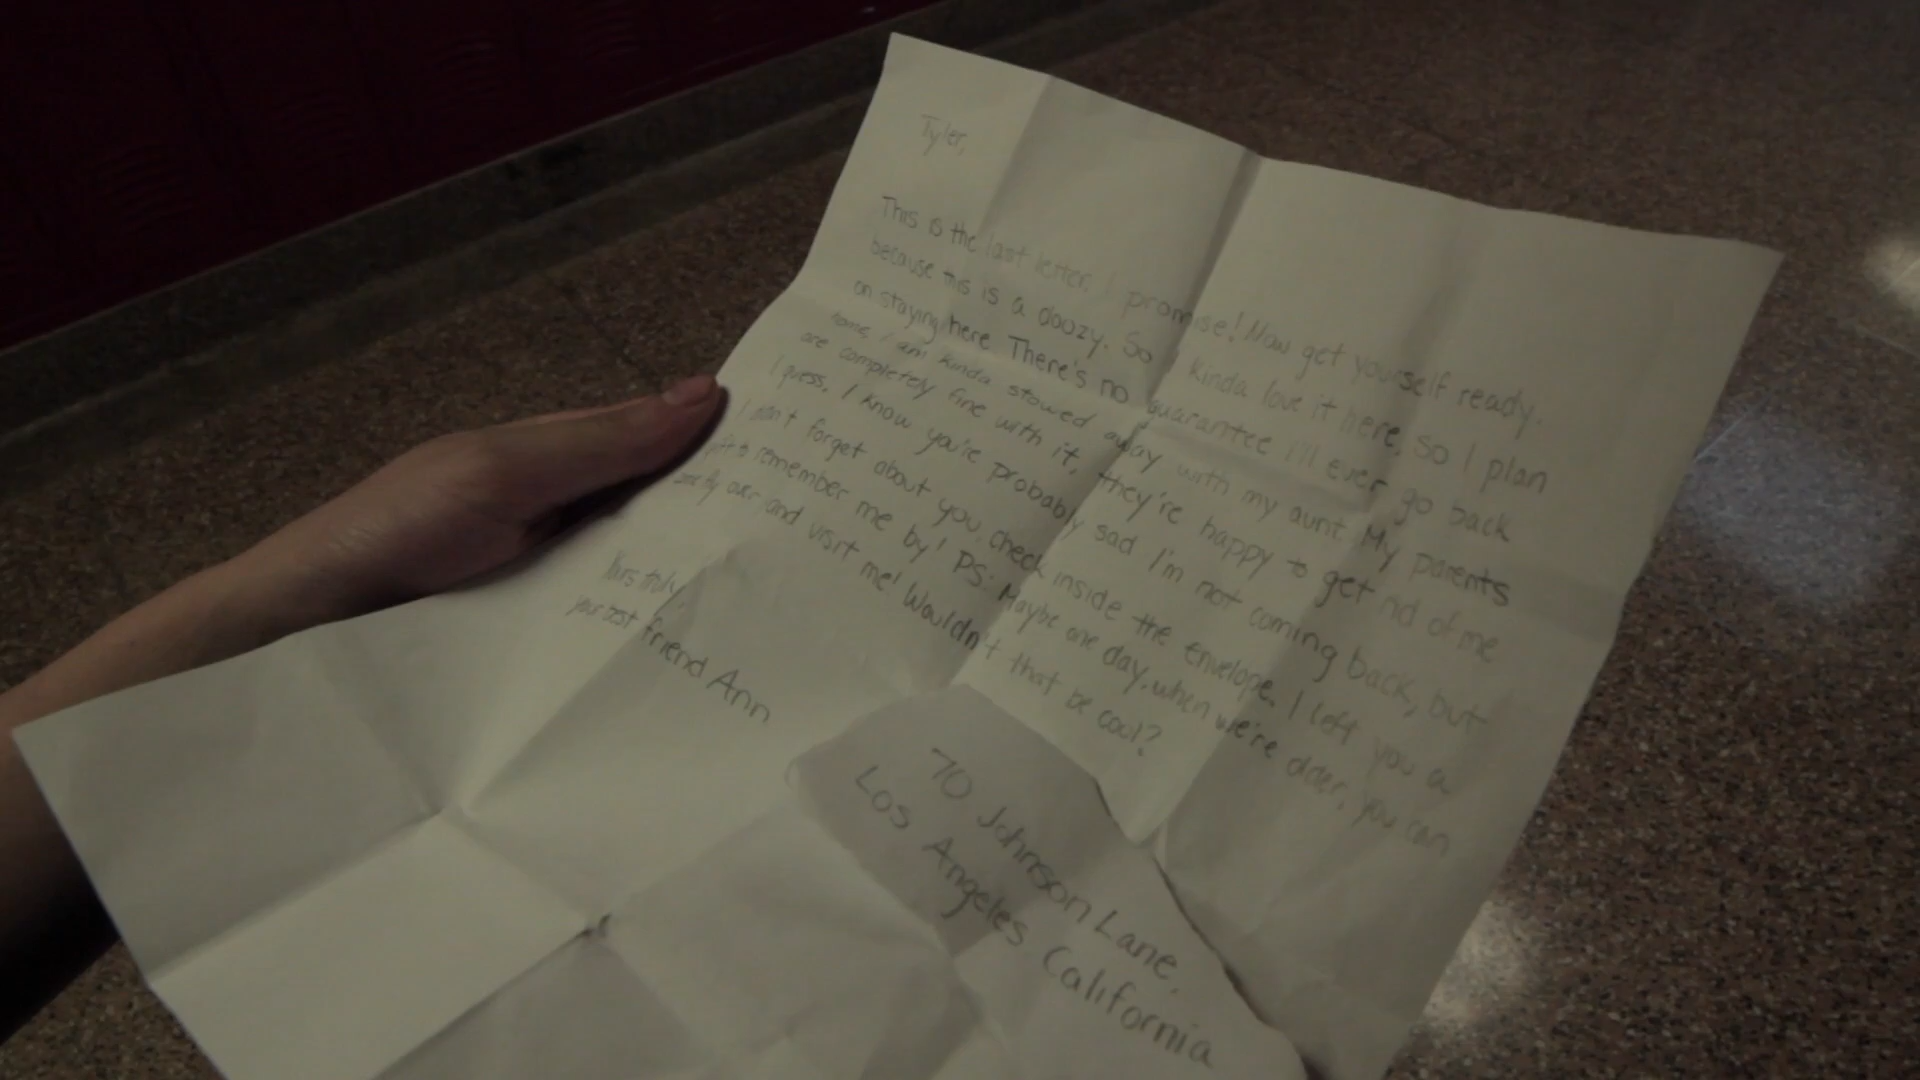 Tyler,
This is the last letter, I promise! Now get yourself ready.
because this is a doozy. So I kinda love it here, so I plan
on staying here There's no guarantee I'll ever go back
home, I am kinda stowed away with my aunt. My parents
are completely fine with it, they're happy to get rid of me
I guess, I know you're probably sad I'm not coming back, but
I won't forget about you, check inside the envelope. I left you a
gift to remember me by! PS: Maybe one day, when we're older, you can
fly over and visit me! Wouldn't that be cool?
Yours truly,
your best friend Ann
70 Johnson Lane,
Los Angeles California